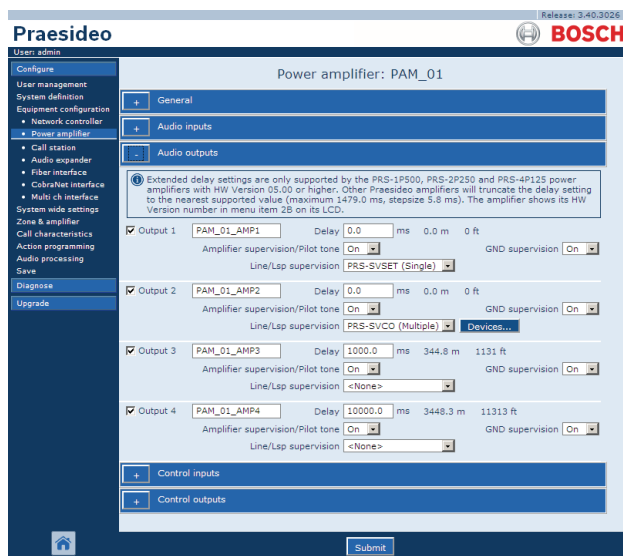 Release: 3.40.3026
Praesideo
BOSCH
User: admin
Configure
User management
System definition
Equipment configuration
• Network controller
• Power amplifier
• Call station
• Audio expander
• Fiber interface
• CobraNet interface
• Multi ch interface
System wide settings
Zone & amplifier
Call characteristics
Action programming
Audio processing
Save
Diagnose
Upgrade
Power amplifier: PAM_01
+ General
+ Audio inputs
- Audio outputs
Extended delay settings are only supported by the PRS-1P500, PRS-2P250 and PRS-4P125 power
amplifiers with HW Version 05.00 or higher. Other Praesideo amplifiers will truncate the delay setting
to the nearest supported value (maximum 1479.0 ms, stepsize 5.8 ms). The amplifier shows its HW
Version number in menu item 2B on its LCD.
Output 1 PAM_01_AMP1 Delay 0.0 ms 0.0 m 0 ft
Amplifier supervision/Pilot tone On GND supervision On
Line/Lsp supervision PRS-SVSET (Single)
Output 2 PAM_01_AMP2 Delay 0.0 ms 0.0 m 0 ft
Amplifier supervision/Pilot tone On GND supervision On
Line/Lsp supervision PRS-SVCO (Multiple) Devices...
Output 3 PAM_01_AMP3 Delay 1000.0 ms 344.8 m 1131 ft
Amplifier supervision/Pilot tone On GND supervision On
Line/Lsp supervision <None>
Output 4 PAM_01_AMP4 Delay 10000.0 ms 3448.3 m 11313 ft
Amplifier supervision/Pilot tone On GND supervision On
Line/Lsp supervision <None>
+ Control inputs
+ Control outputs
Submit